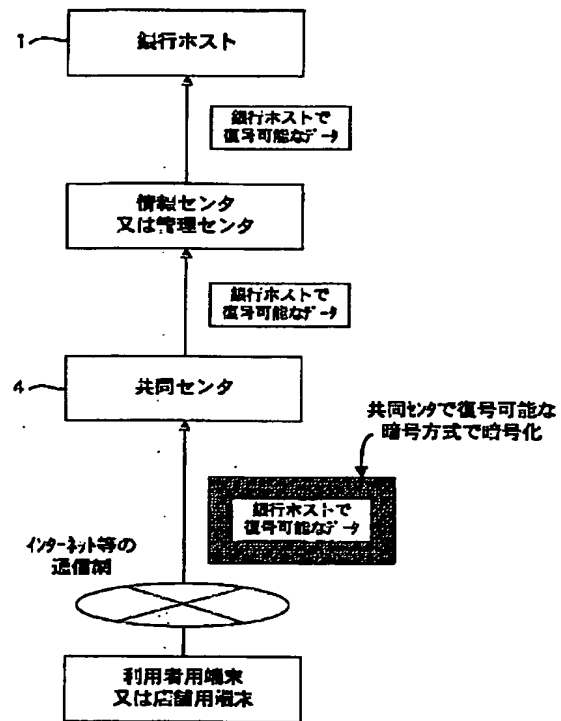 1
銀行ホスト
銀行ホストで
復号可能なデータ
情報センタ
又は管理センタ
銀行ホストで
復号可能なデータ
4
共同センタ
共同センタで復号可能な
暗号方式で暗号化
銀行ホストで
復号可能なデータ
インターネット等の
通信網
利用者用端末
又は店舗用端末